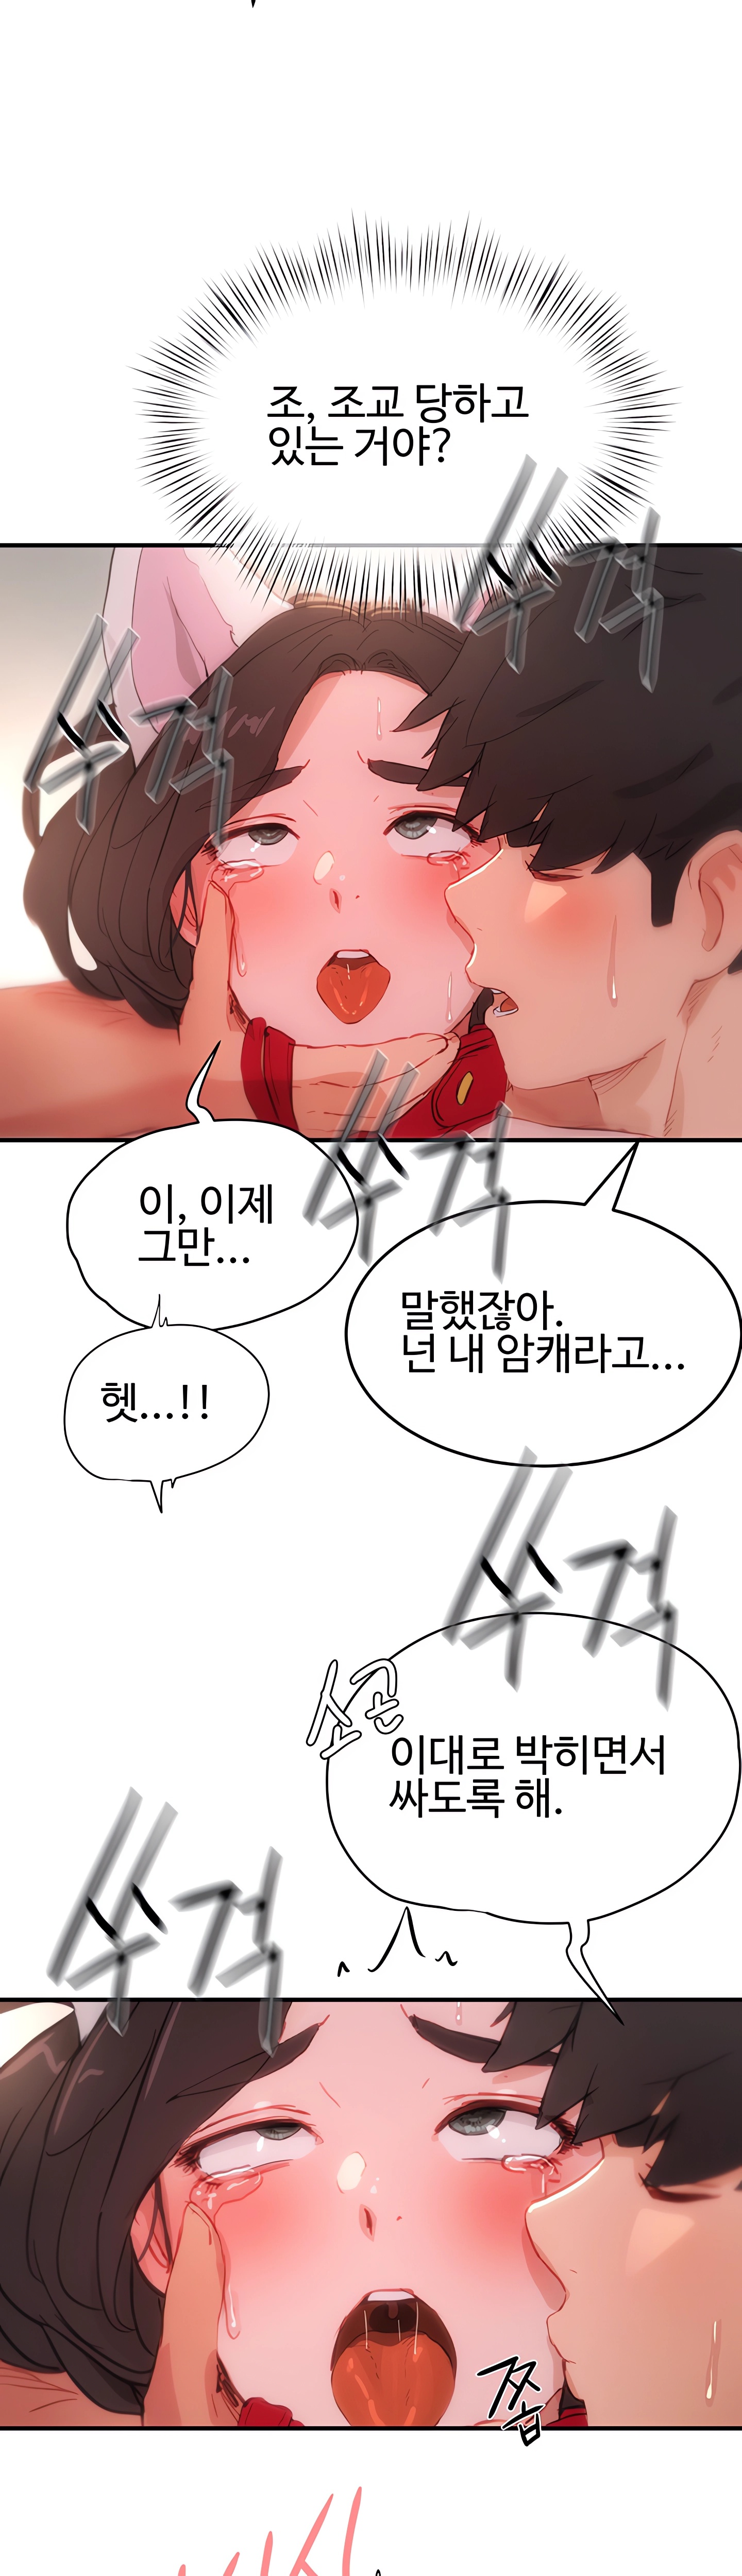 조, 조교 당하고
있는 거야?
쑤걱
쑤걱
이, 이제
그만...
쑤걱
말했잖아.
넌 내 암캐라고...
헷...!!
쑤걱
소곤
이대로 박히면서
싸도록 해.
쑤걱
쯥